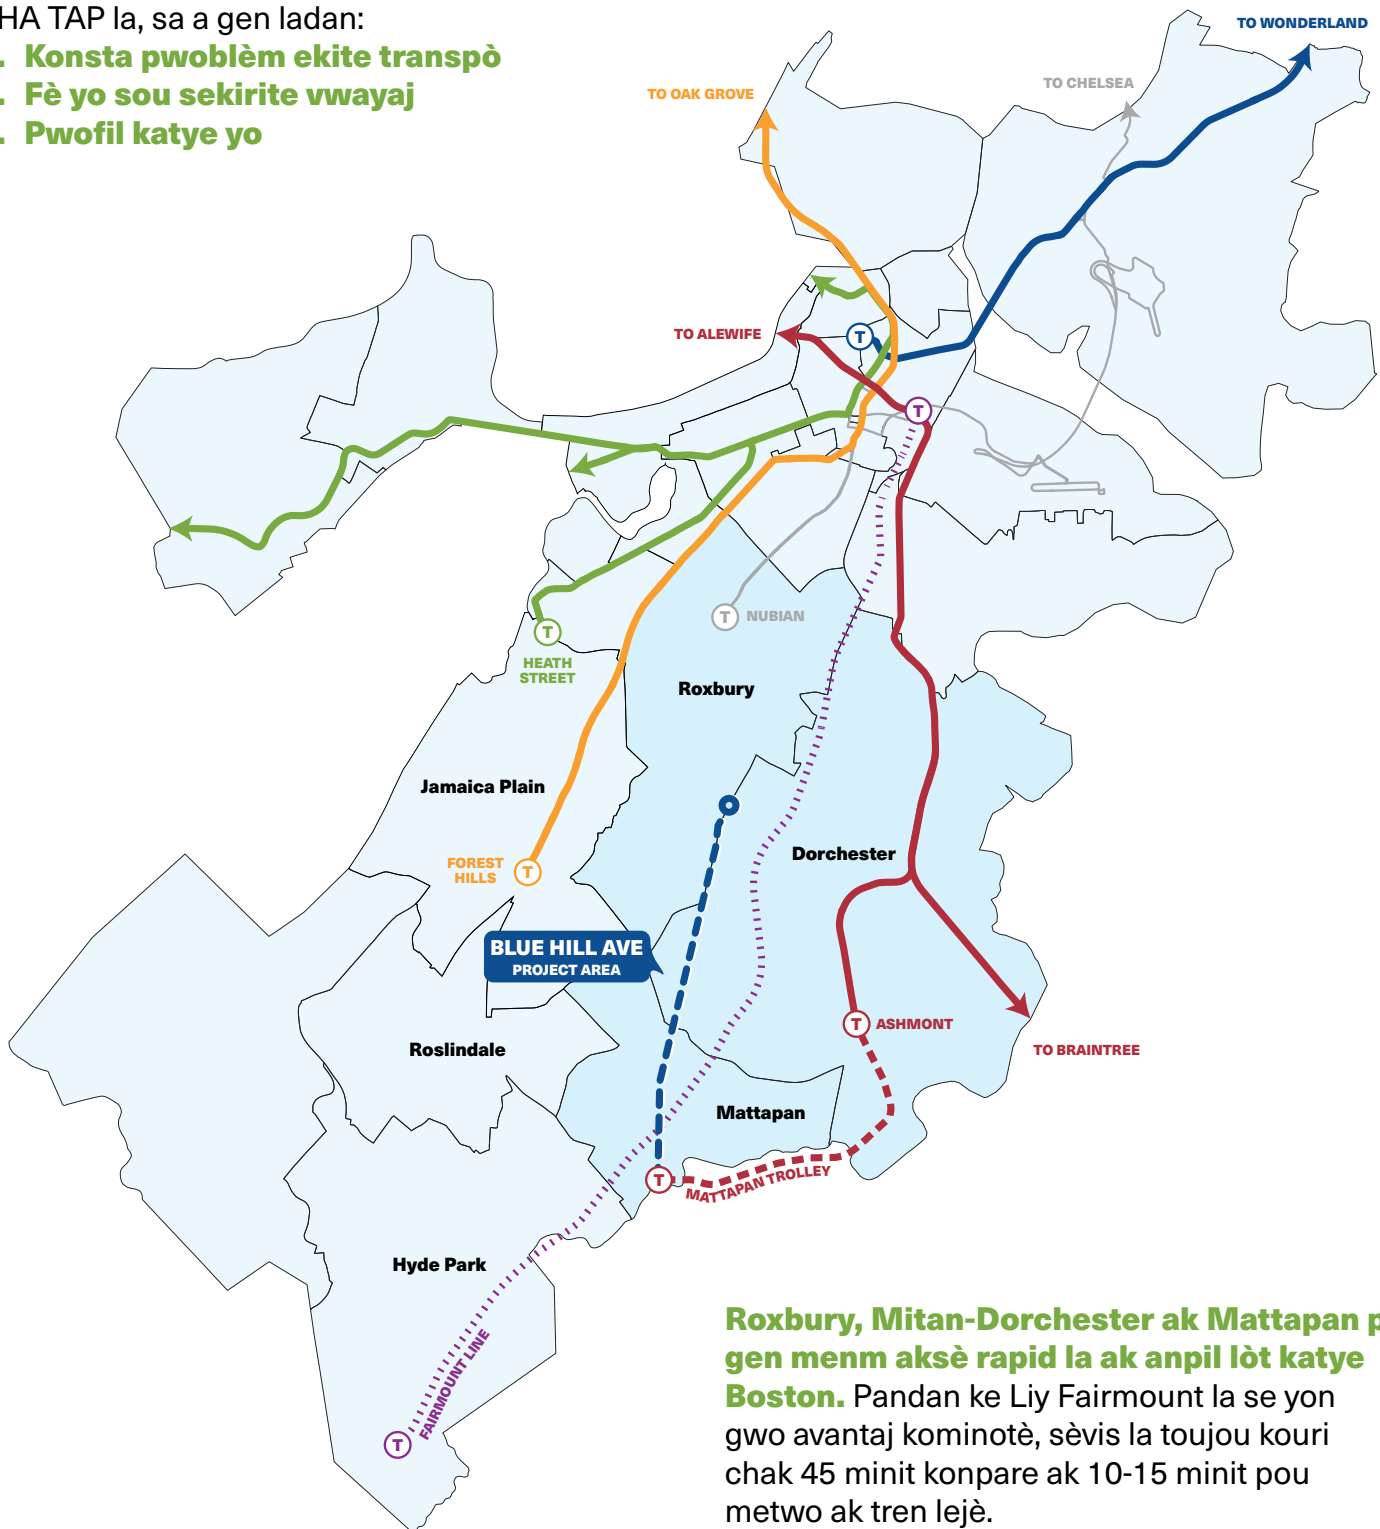 HA TAP la, sa a gen ladan:
. Konsta pwoblèm ekite transpò
. Fè yo sou sekirite vwayaj
. Pwofil katye yo
TO WONDERLAND
TO CHELSEA
TO OAK GROVE
TO ALEWIFE
T
T
T
NUBIAN
T
HEATH
STREET
Roxbury
Jamaica Plain
Dorchester
FOREST
HILLS
T
BLUE HILL AVE
PROJECT AREA
T
ASHMONT
Roslindale
TO BRAINTREE
Mattapan
T
MATTAPAN TROLLEY
Hyde Park
FAIRMOUNT LINE
T
Roxbury, Mitan-Dorchester ak Mattapan p
gen menm aksè rapid la ak anpil lòt katye
Boston. Pandan ke Liy Fairmount la se yon
gwo avantaj kominotè, sèvis la toujou kouri
chak 45 minit konpare ak 10-15 minit pou
metwo ak tren lejè.